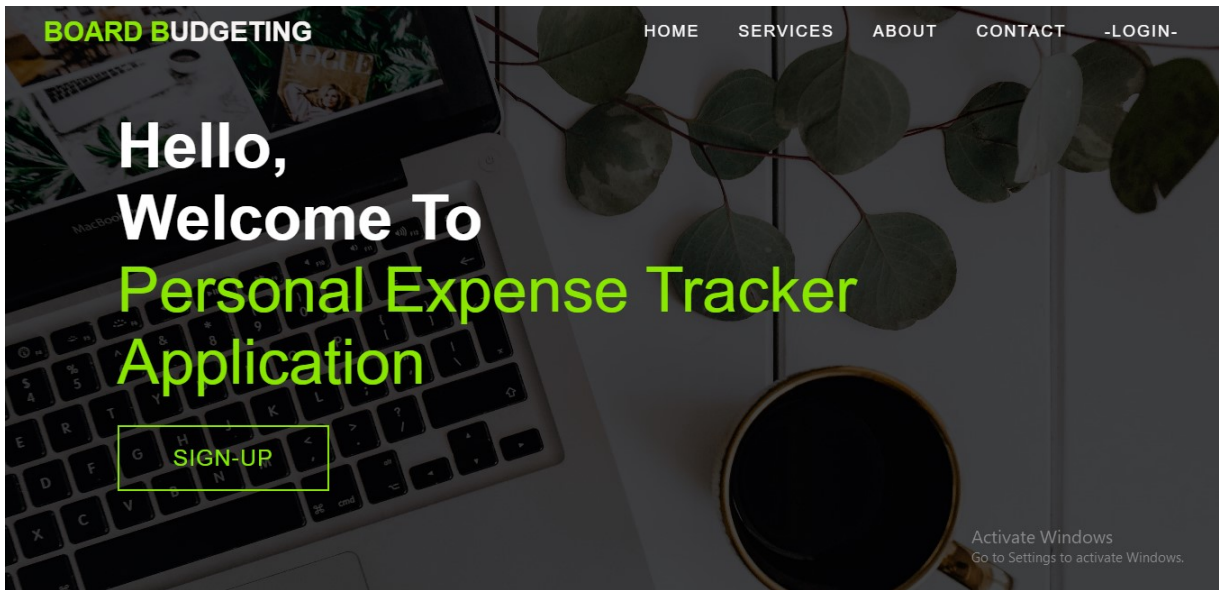 BOARD BUDGETING
HOME SERVICES ABOUT CONTACT -LOGIN-
VOGUE
Hello,
Welcome To
Personal Expense Tracker
Application
SIGN-UP
Activate Windows
Go to Settings to activate Windows.